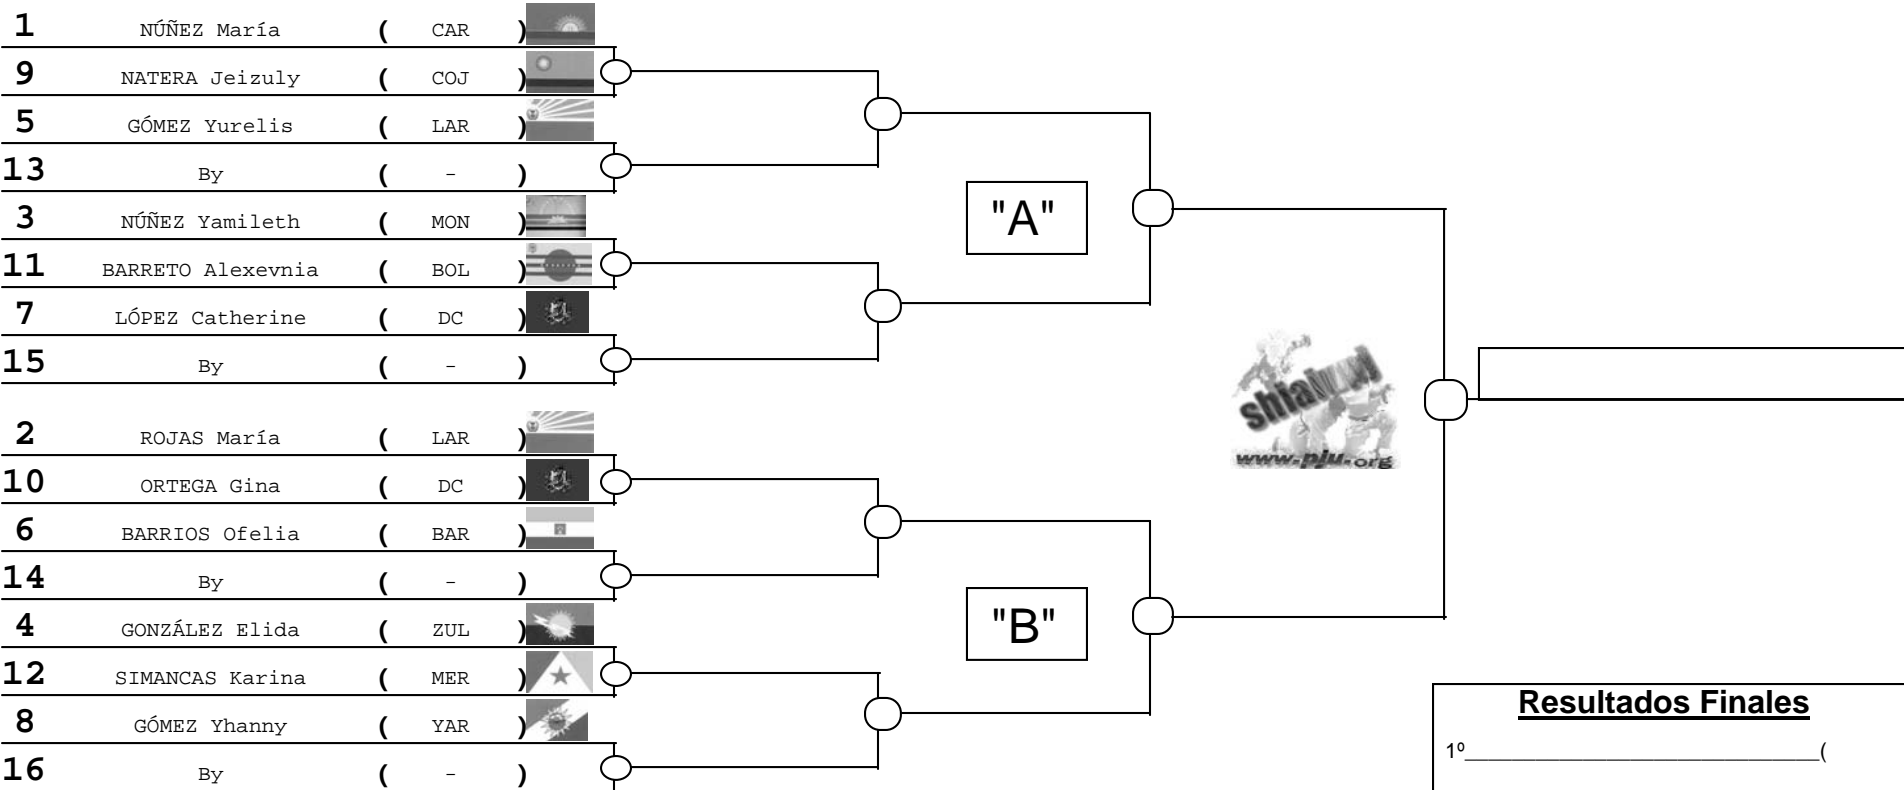 1 NÚÑEZ María ( CAR )
9 NATERA Jeizuly ( COJ )
5 GÓMEZ Yurelis ( LAR )
13 By ( - )
3 NÚÑEZ Yamileth ( MON )
11 BARRETO Alexevnia ( BOL )
7 LÓPEZ Catherine ( DC )
15 By ( - )
"A"
shiai
www.pju.org
2 ROJAS María ( LAR )
10 ORTEGA Gina ( DC )
6 BARRIOS Ofelia ( BAR )
14 By ( - )
4 GONZÁLEZ Elida ( ZUL )
12 SIMANCAS Karina ( MER )
8 GÓMEZ Yhanny ( YAR )
16 By ( - )
"B"
Resultados Finales
1º________________________________(